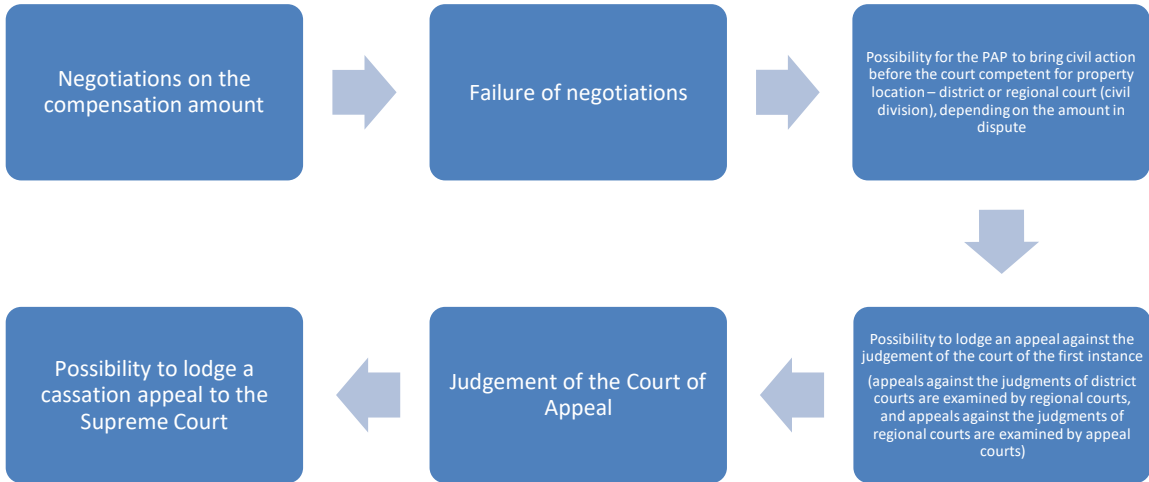 Negotiations on the
compensation amount
Failure of negotiations
Possibility for the PAP to bring civil action
before the court competent for property
location – district or regional court (civil
division), depending on the amount in
dispute
Possibility to lodge an appeal against the
judgement of the court of the first instance
(appeals against the judgments of district
courts are examined by regional courts,
and appeals against the judgments of
regional courts are examined by appeal
courts)
Judgement of the Court of
Appeal
Possibility to lodge a
cassation appeal to the
Supreme Court